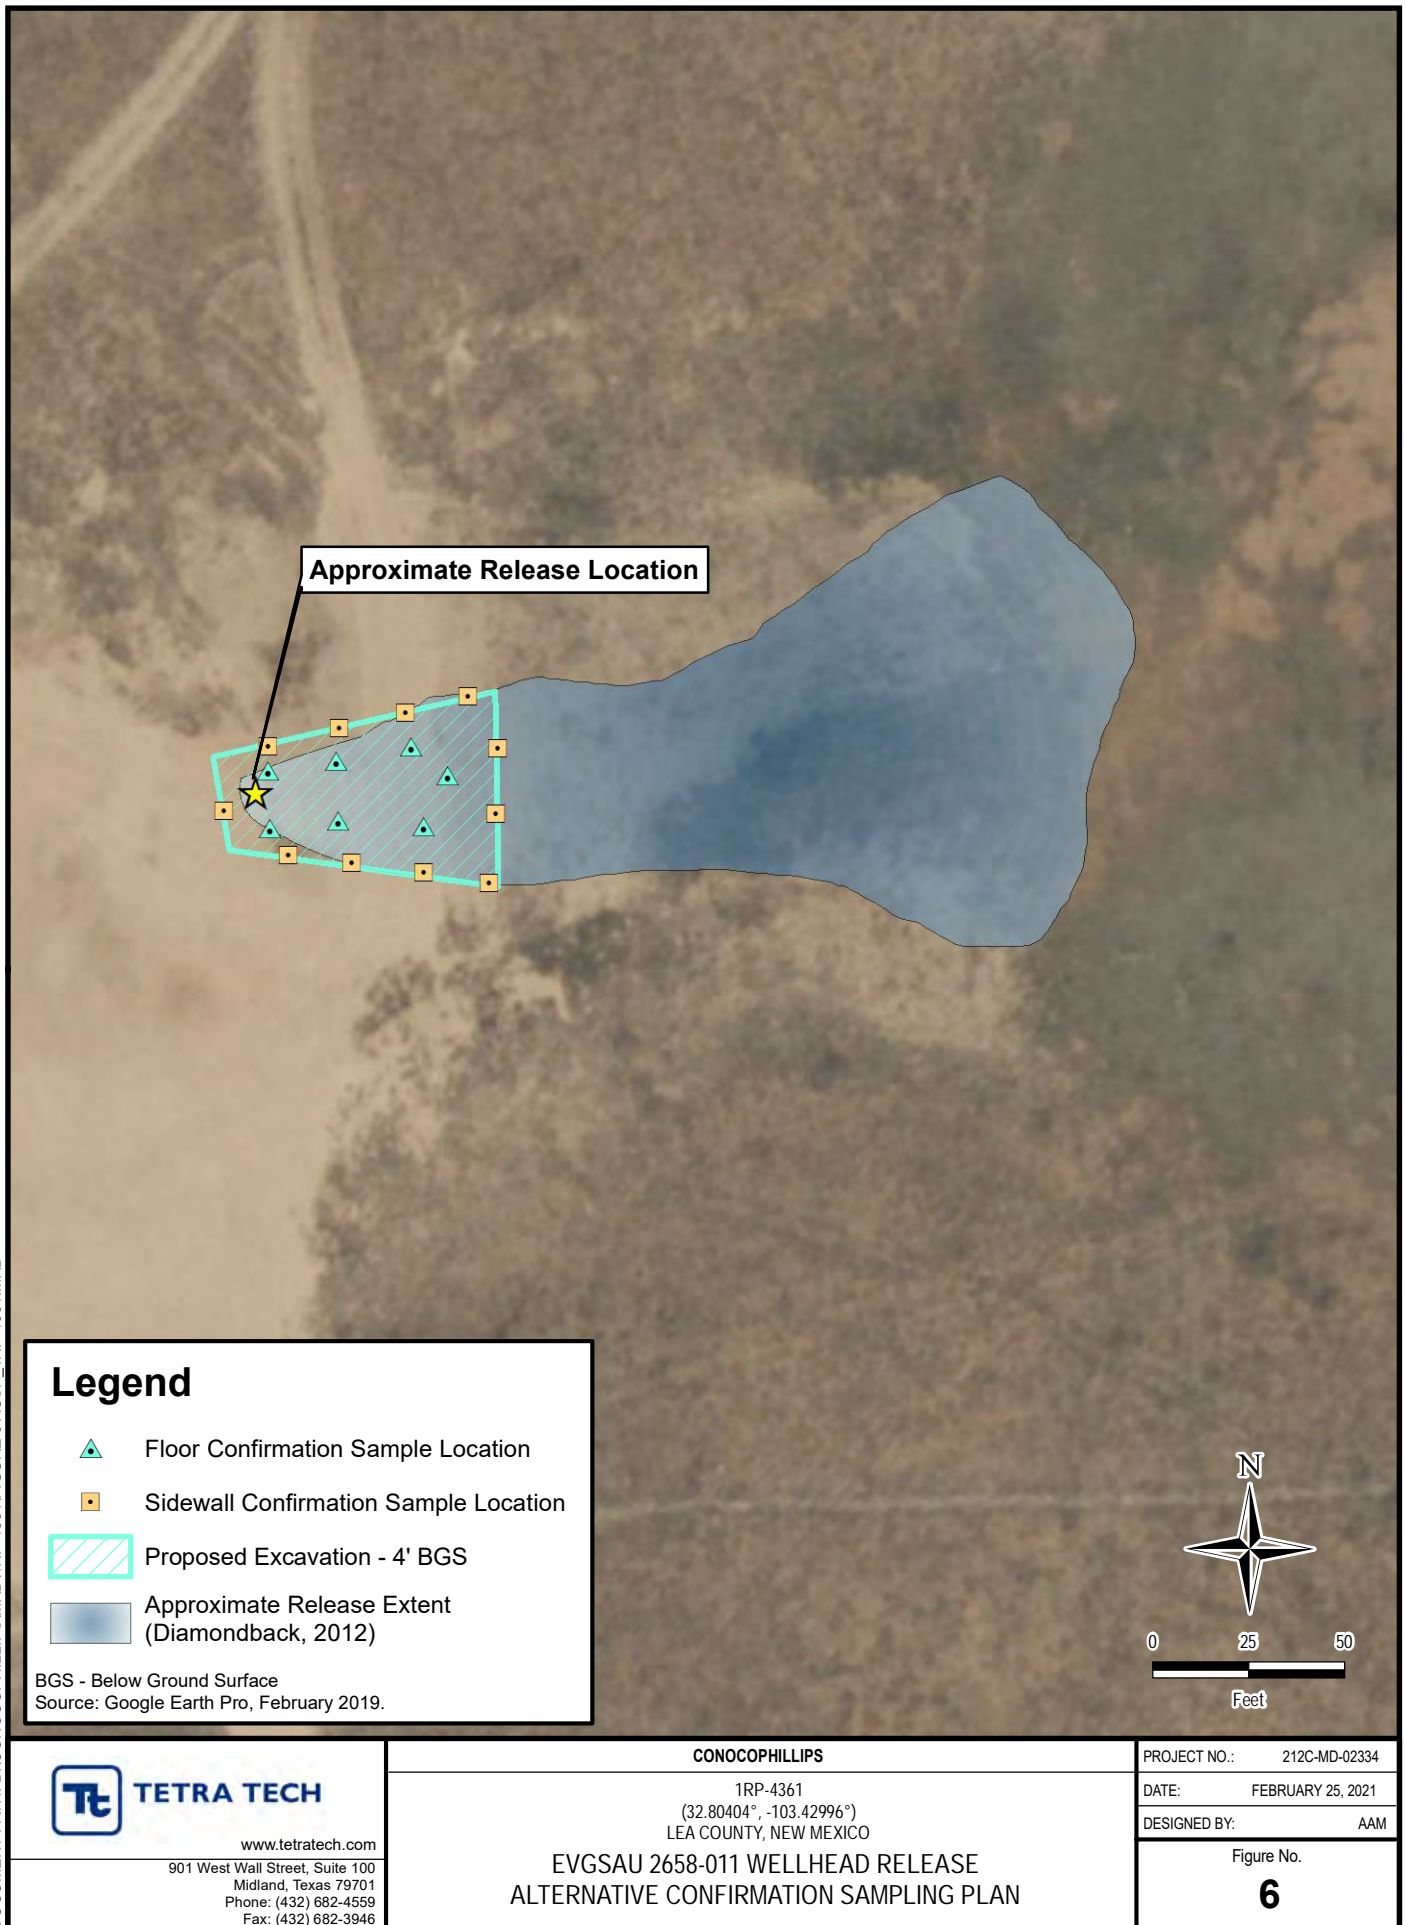 Approximate Release Location
Legend
Floor Confirmation Sample Location
Sidewall Confirmation Sample Location
Proposed Excavation - 4' BGS
Approximate Release Extent
(Diamondback, 2012)
BGS - Below Ground Surface
Source: Google Earth Pro, February 2019.
N
0 25 50
Feet
Tt TETRA TECH
www.tetratech.com
901 West Wall Street, Suite 100
Midland, Texas 79701
Phone: (432) 682-4559
Fax: (432) 682-3946
CONOCOPHILLIPS
1RP-4361
(32.80404°, -103.42996°)
LEA COUNTY, NEW MEXICO
EVGSAU 2658-011 WELLHEAD RELEASE
ALTERNATIVE CONFIRMATION SAMPLING PLAN
PROJECT NO.: 212C-MD-02334
DATE: FEBRUARY 25, 2021
DESIGNED BY: AAM
Figure No.
6